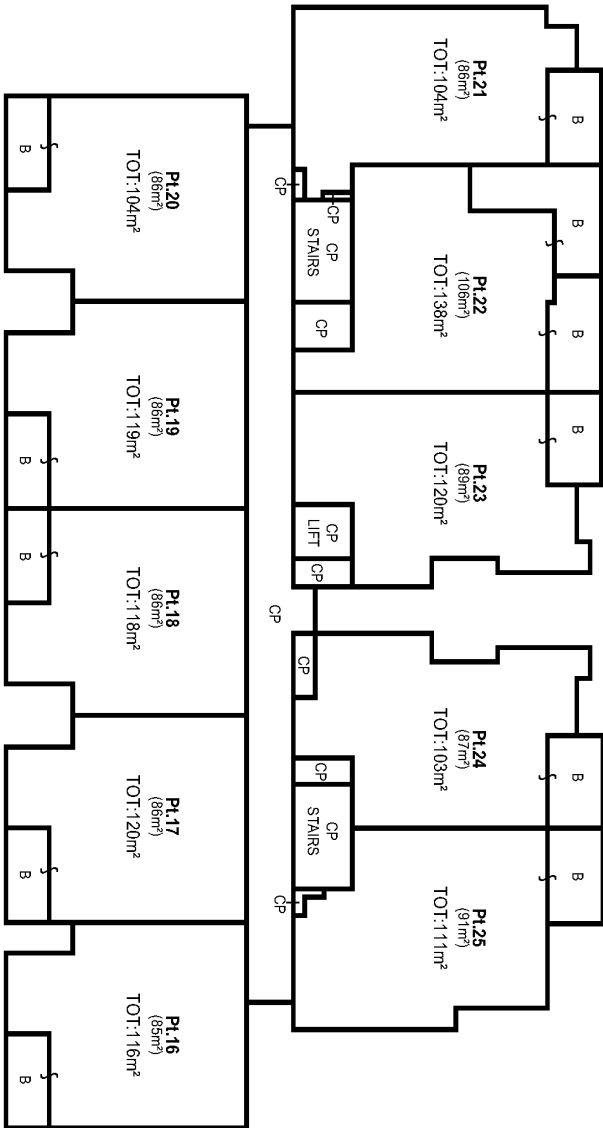 Pt.21
(86m²)
TOT:104m²
B
Pt.20
(86m²)
TOT:104m²
B
CP
CP
CP
STAIRS
CP
Pt.22
(106m²)
TOT:138m²
B
B
Pt.19
(86m²)
TOT:119m²
B
Pt.23
(89m²)
TOT:120m²
B
CP
LIFT
CP
Pt.18
(86m²)
TOT:118m²
B
CP
CP
Pt.24
(87m²)
TOT:103m²
B
CP
CP
STAIRS
CP
Pt.17
(86m²)
TOT:120m²
B
Pt.25
(91m²)
TOT:111m²
B
Pt.16
(85m²)
TOT:116m²
B